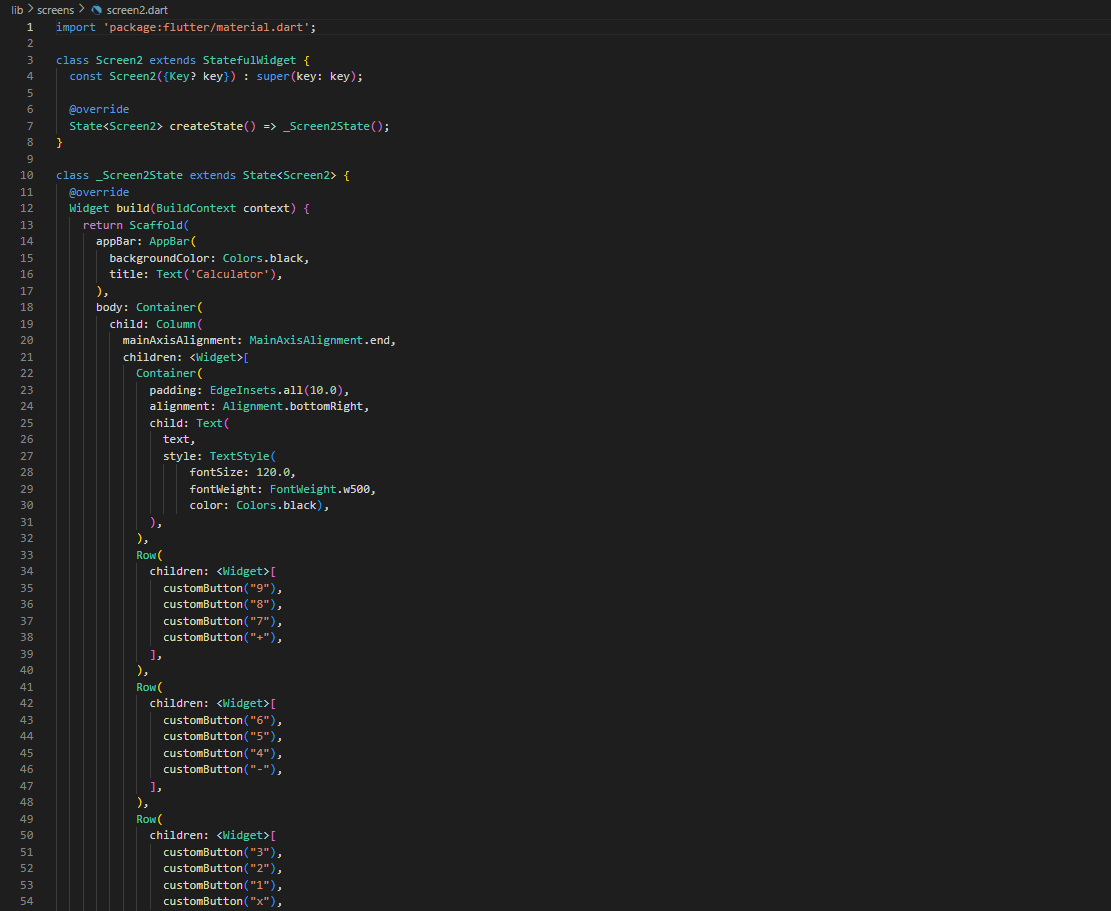 lib > screens > screen2.dart
1 import 'package:flutter/material.dart';
2
3 class Screen2 extends StatefulWidget {
4   const Screen2({Key? key}) : super(key: key);
5
6   @override
7   State<Screen2> createState() => _Screen2State();
8 }
9
10 class _Screen2State extends State<Screen2> {
11   @override
12   Widget build(BuildContext context) {
13     return Scaffold(
14       appBar: AppBar(
15         backgroundColor: Colors.black,
16         title: Text('Calculator'),
17       ),
18       body: Container(
19         child: Column(
20           mainAxisAlignment: MainAxisAlignment.end,
21           children: <Widget>[
22             Container(
23               padding: EdgeInsets.all(10.0),
24               alignment: Alignment.bottomRight,
25               child: Text(
26                 text,
27                 style: TextStyle(
28                     fontSize: 120.0,
29                     fontWeight: FontWeight.w500,
30                     color: Colors.black),
31               ),
32             ),
33             Row(
34               children: <Widget>[
35                 customButton("9"),
36                 customButton("8"),
37                 customButton("7"),
38                 customButton("+"),
39               ],
40             ),
41             Row(
42               children: <Widget>[
43                 customButton("6"),
44                 customButton("5"),
45                 customButton("4"),
46                 customButton("-"),
47               ],
48             ),
49             Row(
50               children: <Widget>[
51                 customButton("3"),
52                 customButton("2"),
53                 customButton("1"),
54                 customButton("x"),